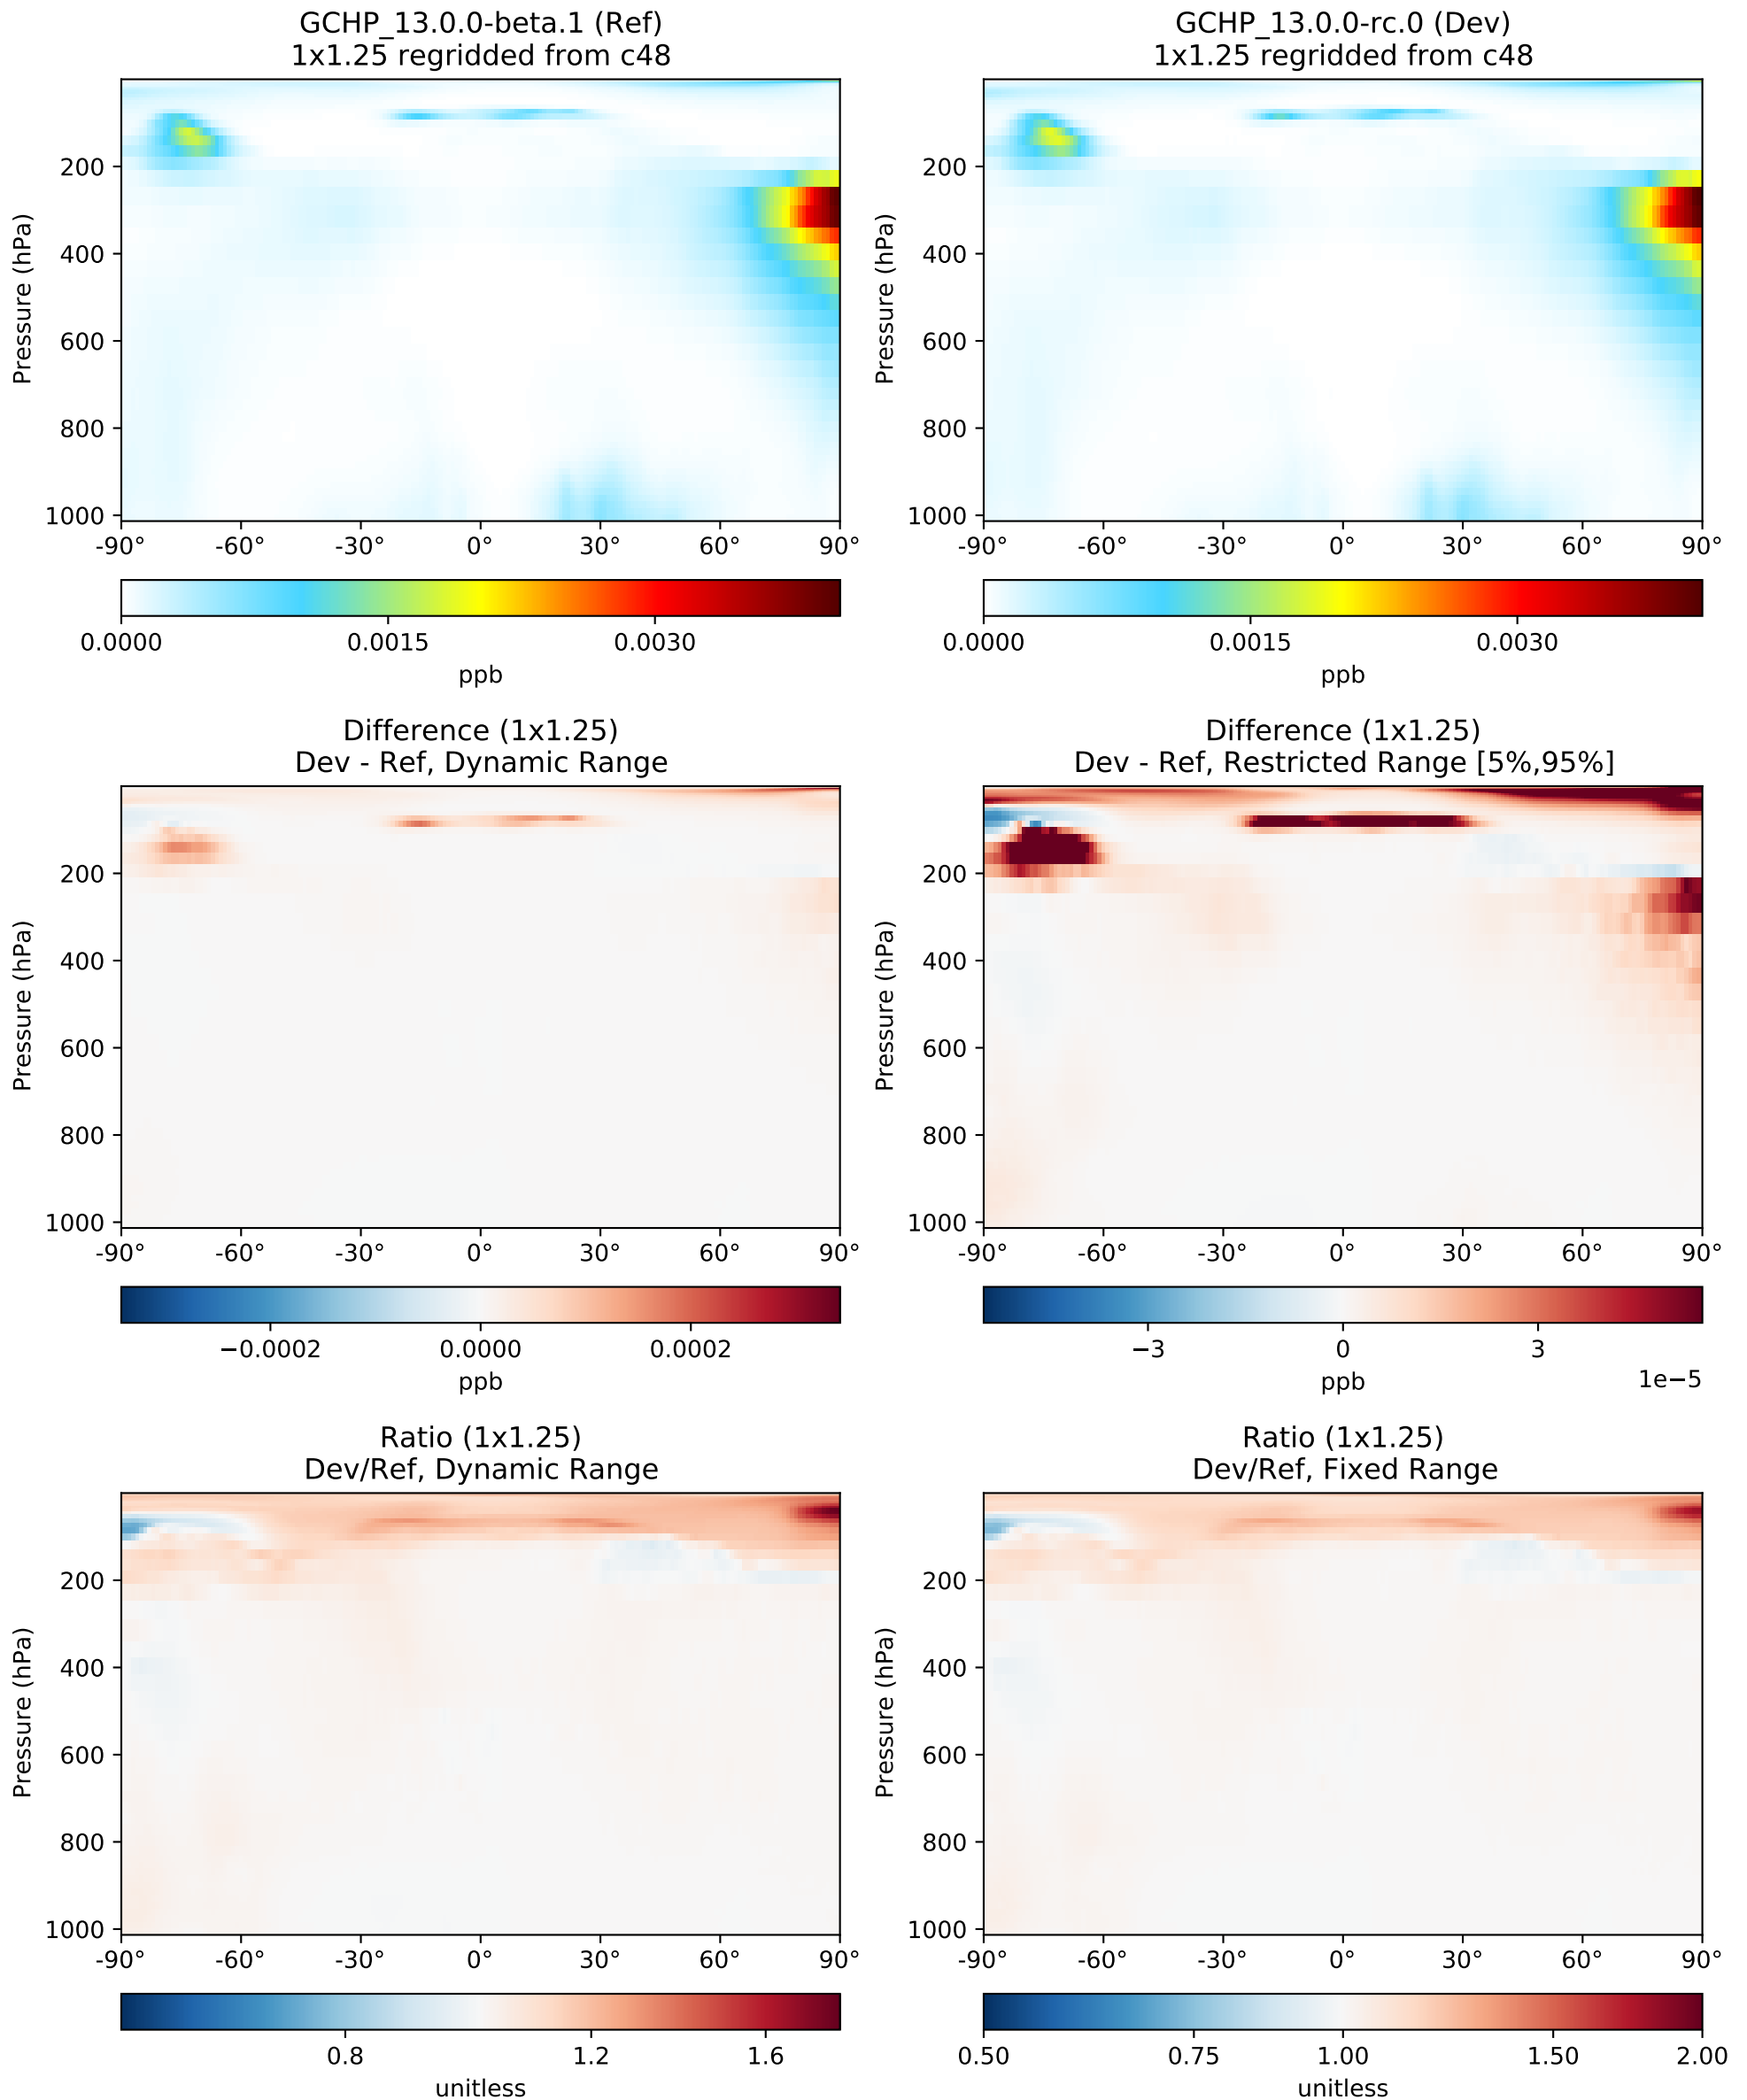 GCHP_13.0.0-beta.1 (Ref)
1x1.25 regridded from c48
Pressure (hPa)
200
400
600
800
1000
-90° -60° -30° 0° 30° 60° 90°
0.0000 0.0015 0.0030
ppb
GCHP_13.0.0-rc.0 (Dev)
1x1.25 regridded from c48
Pressure (hPa)
200
400
600
800
1000
-90° -60° -30° 0° 30° 60° 90°
0.0000 0.0015 0.0030
ppb
Difference (1x1.25)
Dev - Ref, Dynamic Range
Pressure (hPa)
200
400
600
800
1000
-90° -60° -30° 0° 30° 60° 90°
−0.0002 0.0000 0.0002
ppb
Difference (1x1.25)
Dev - Ref, Restricted Range [5%,95%]
Pressure (hPa)
200
400
600
800
1000
-90° -60° -30° 0° 30° 60° 90°
−3 0 3
ppb 1e−5
Ratio (1x1.25)
Dev/Ref, Dynamic Range
Pressure (hPa)
200
400
600
800
1000
-90° -60° -30° 0° 30° 60° 90°
0.8 1.2 1.6
unitless
Ratio (1x1.25)
Dev/Ref, Fixed Range
Pressure (hPa)
200
400
600
800
1000
-90° -60° -30° 0° 30° 60° 90°
0.50 0.75 1.00 1.50 2.00
unitless